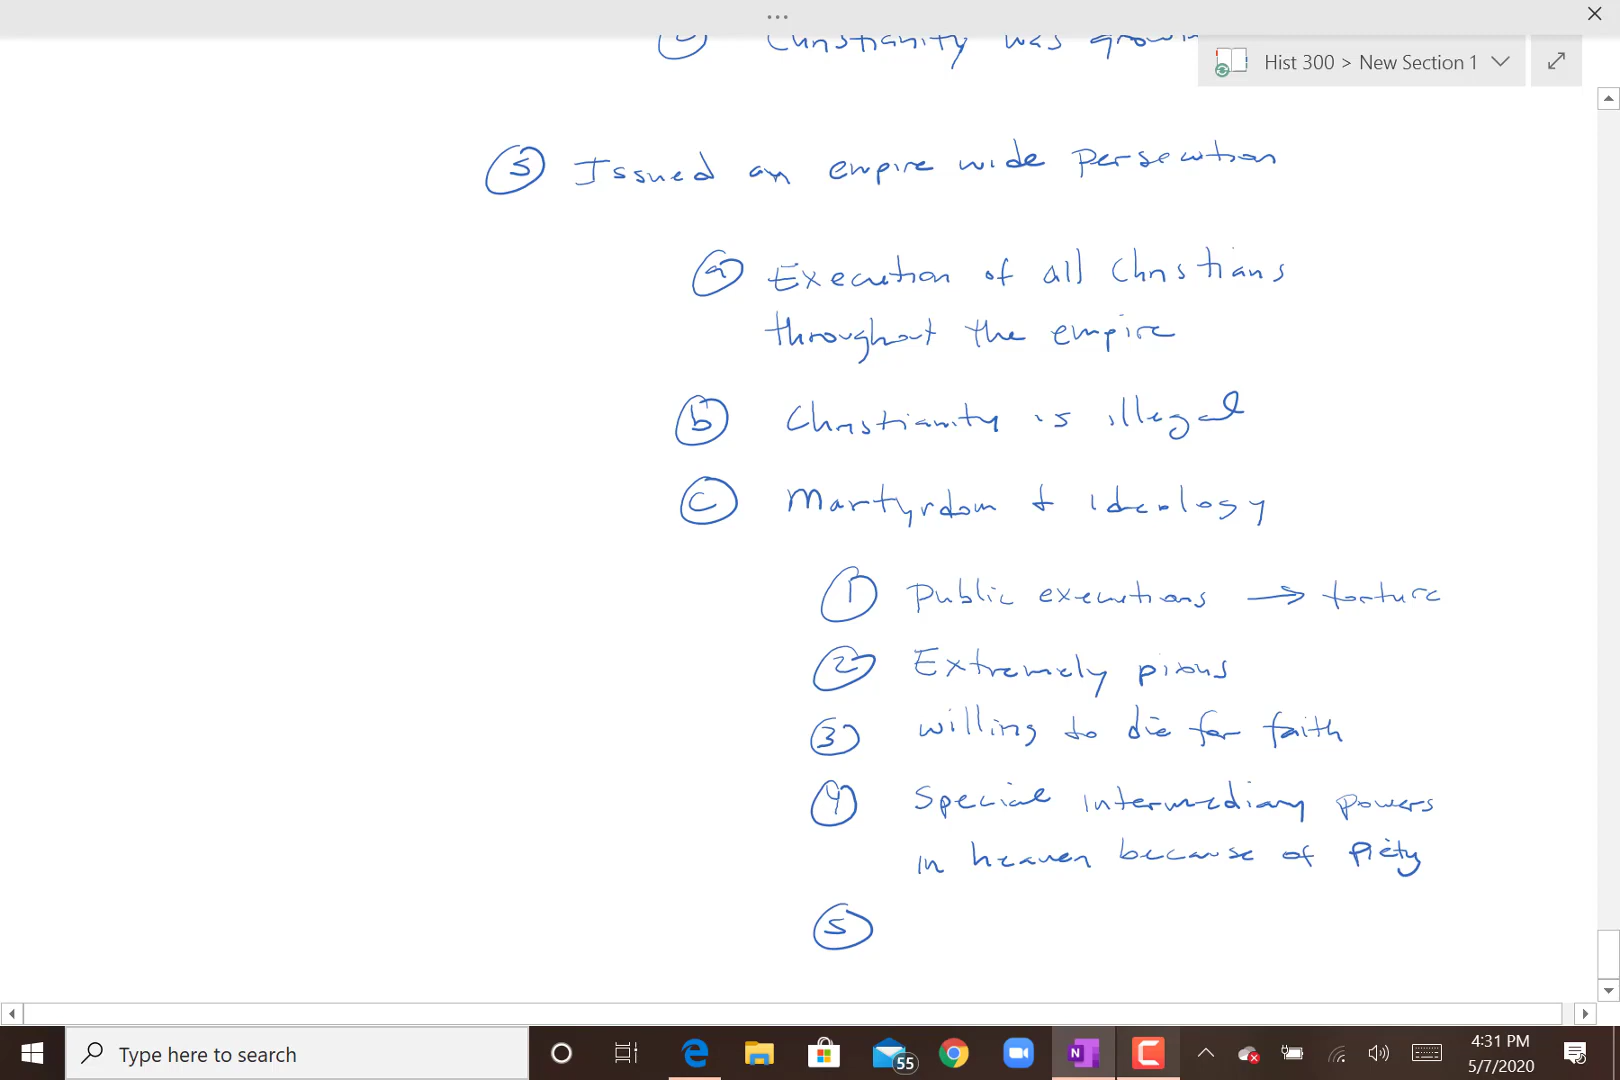 Christianity was
Hist 300 > New Section 1
5 Issued an empire wide persecution
a Execution of all Christians
throughout the empire
b Christianity is illegal
c Martyrdom + Ideology
1 Public executions → torture
2 Extremely pious
3 willing to die for faith
4 Special intermediary powers
in heaven because of piety
5
Type here to search
55
4:31 PM
5/7/2020